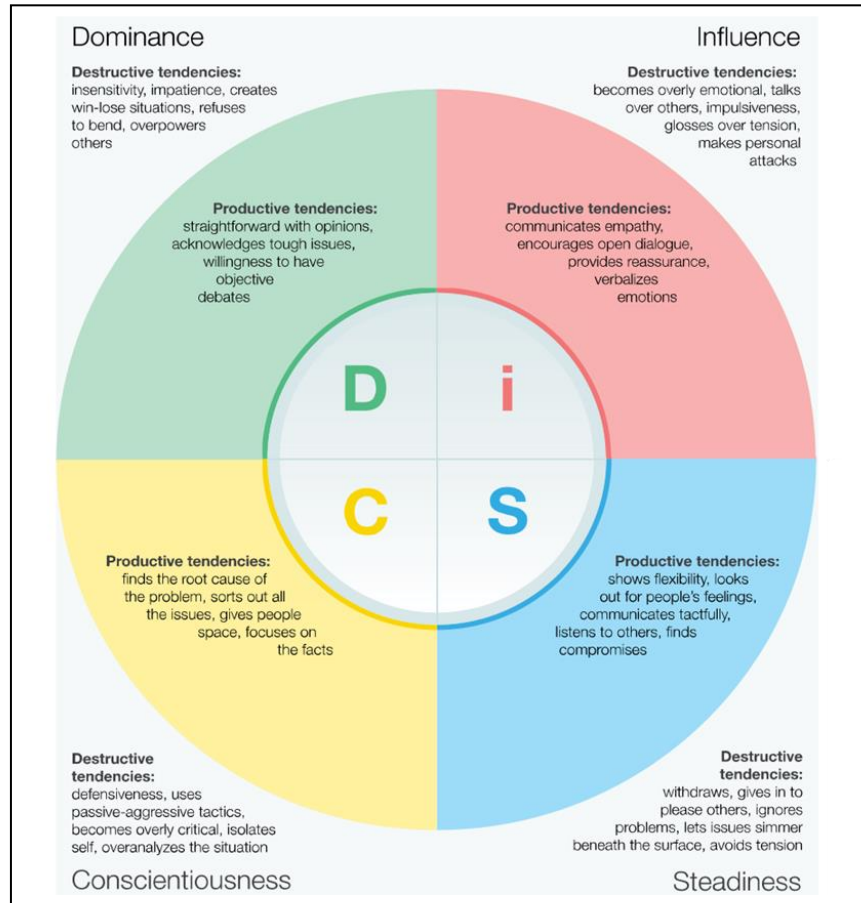 Dominance
Destructive tendencies:
insensitivity, impatience, creates
win-lose situations, refuses
to bend, overpowers
others
Influence
Destructive tendencies:
becomes overly emotional, talks
over others, impulsiveness,
glosses over tension,
makes personal
attacks
Productive tendencies:
straightforward with opinions,
acknowledges tough issues,
willingness to have
objective
debates
Productive tendencies:
communicates empathy,
encourages open dialogue,
provides reassurance,
verbalizes
emotions
D
i
C
S
Productive tendencies:
finds the root cause of
the problem, sorts out all
the issues, gives people
space, focuses on
the facts
Productive tendencies:
shows flexibility, looks
out for people's feelings,
communicates tactfully,
listens to others, finds
compromises
Destructive
tendencies:
defensiveness, uses
passive-aggressive tactics,
becomes overly critical, isolates
self, overanalyzes the situation
Conscientiousness
Destructive
tendencies:
withdraws, gives in to
please others, ignores
problems, lets issues simmer
beneath the surface, avoids tension
Steadiness